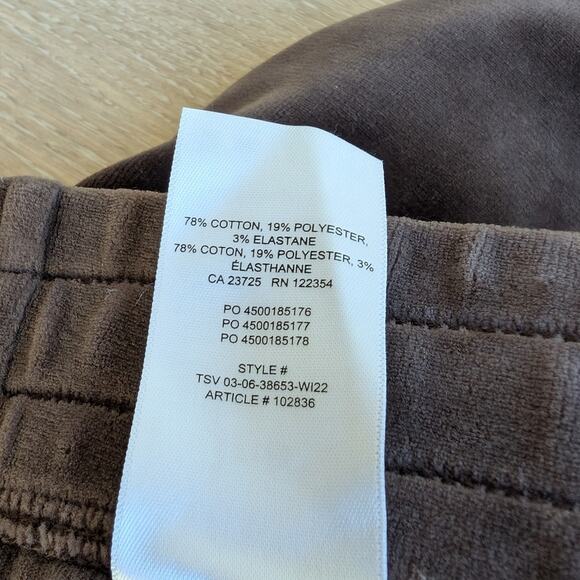 78% COTTON, 19% POLYESTER,
3% ELASTANE
78% COTON, 19% POLYESTER, 3%
ÉLASTHANNE
CA 23725 RN 122354
PO 4500185176
PO 4500185177
PO 4500185178
STYLE #
TSV 03-06-38653-WI22
ARTICLE # 102836